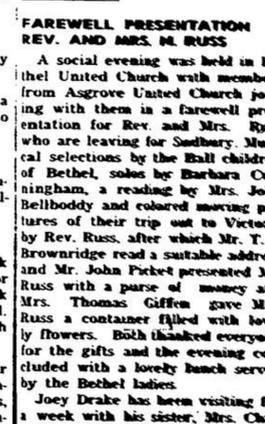 FAREWELL PRESENTATION
REV. AND MRS. N. RUSS
A social evening was held in
thel United Church with membe
from Asgrove United Church jo
ing with them in a farewell pr
entation for Rev. and Mrs. Ru
who are leaving for Sudbury. Mu
cal selections by the Ball childr
of Bethel, solos by Barbara Cu
ningham, a reading by Mrs. Jo
Bellboddy and colored moving p
tures of their trip out to Victo
by Rev. Russ, after which Mr. T.
Brownridge read a suitable addre
and Mr. John Picket presented M
Russ with a purse of money a
Mrs. Thomas Giffen gave M
Russ a container filled with lov
ly flowers. Both thanked everyo
for the gifts and the evening co
cluded with a lovely lunch serv
by the Bethel ladies.
Joey Drake has been visiting f
a week with his sister, Mrs. Ch